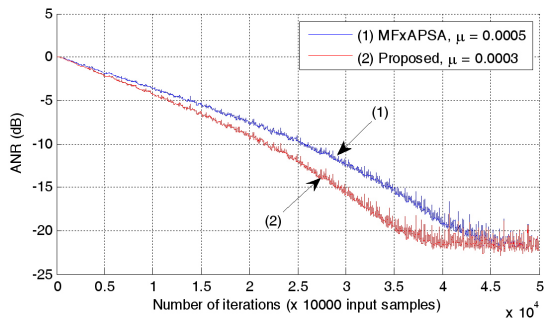 5
0
-5
-10
-15
-20
-25
ANR (dB)
(1) MFxAPSA, μ = 0.0005
(2) Proposed, μ = 0.0003
(1)
(2)
0 0.5 1 1.5 2 2.5 3 3.5 4 4.5 5
Number of iterations (x 10000 input samples)
x 10⁴